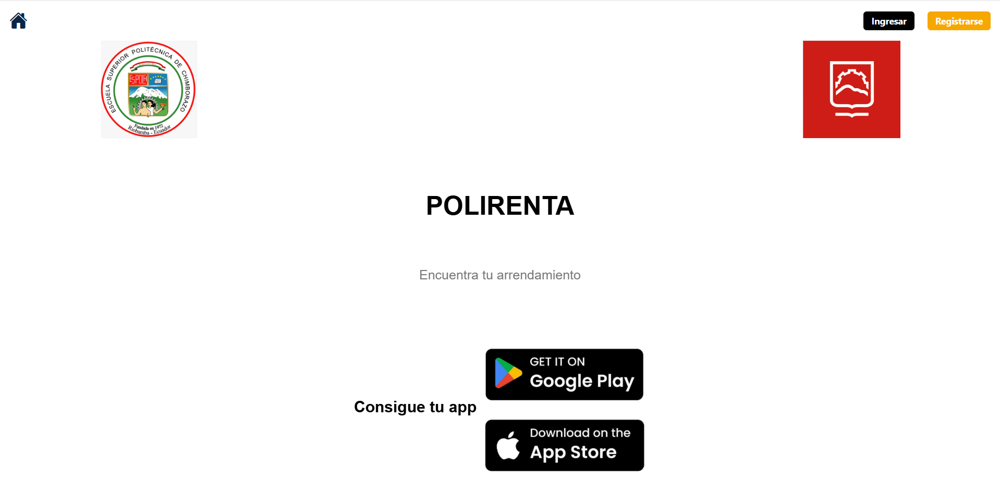 Ingresar
Registrarse
ESCUELA SUPERIOR POLITÉCNICA DE CHIMBORAZO
ESPOCH
Fundada en 1972
Riobamba - Ecuador
POLIRENTA
Encuentra tu arrendamiento
GET IT ON
Google Play
Consigue tu app
Download on the
App Store